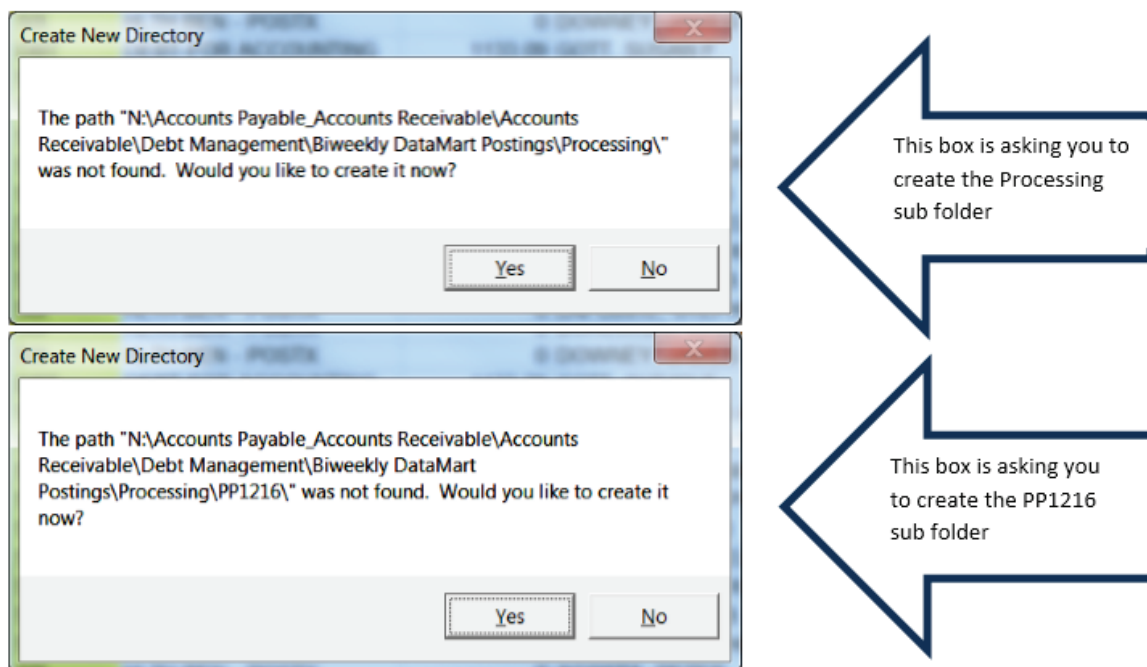 Create New Directory
The path "N:\Accounts Payable_Accounts Receivable\Accounts
Receivable\Debt Management\Biweekly DataMart Postings\Processing\"
was not found.  Would you like to create it now?
Yes
No
This box is asking you to
create the Processing
sub folder
Create New Directory
The path "N:\Accounts Payable_Accounts Receivable\Accounts
Receivable\Debt Management\Biweekly DataMart
Postings\Processing\PP1216\" was not found.  Would you like to create it
now?
Yes
No
This box is asking you
to create the PP1216
sub folder